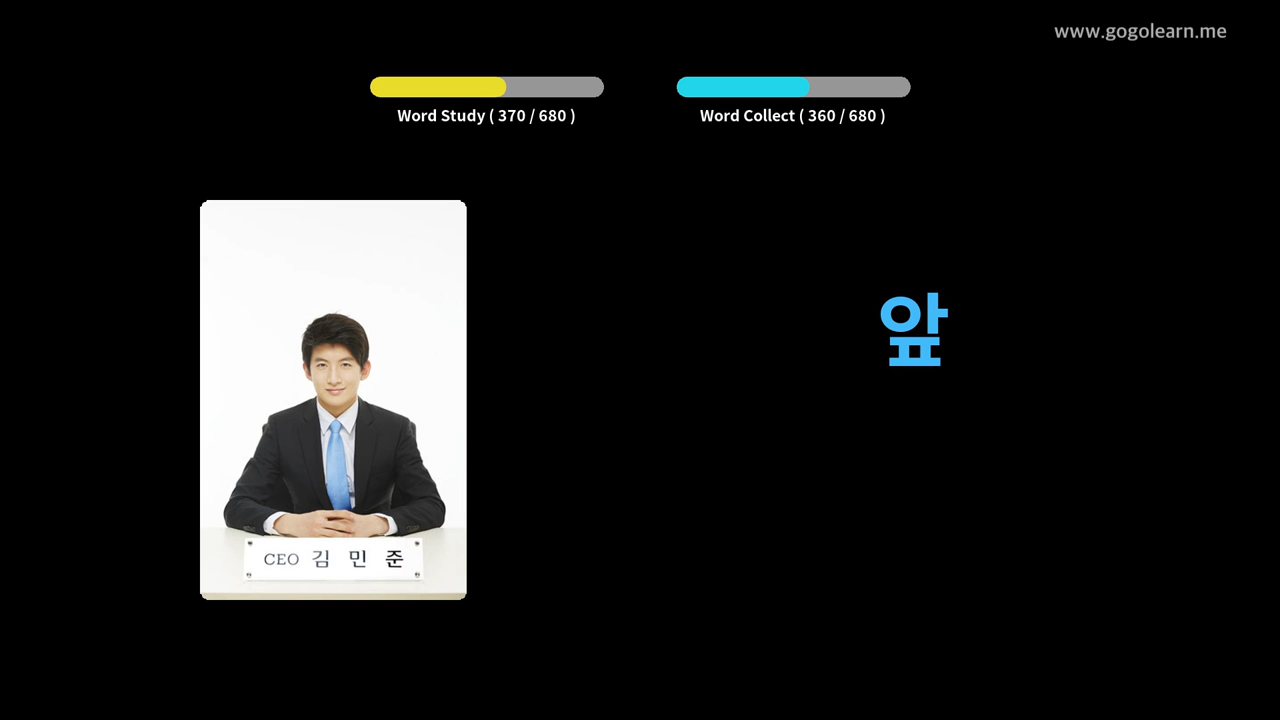 www.gogolearn.me
Word Study ( 370 / 680 )
Word Collect ( 360 / 680 )
앞
CEO 김 민 준